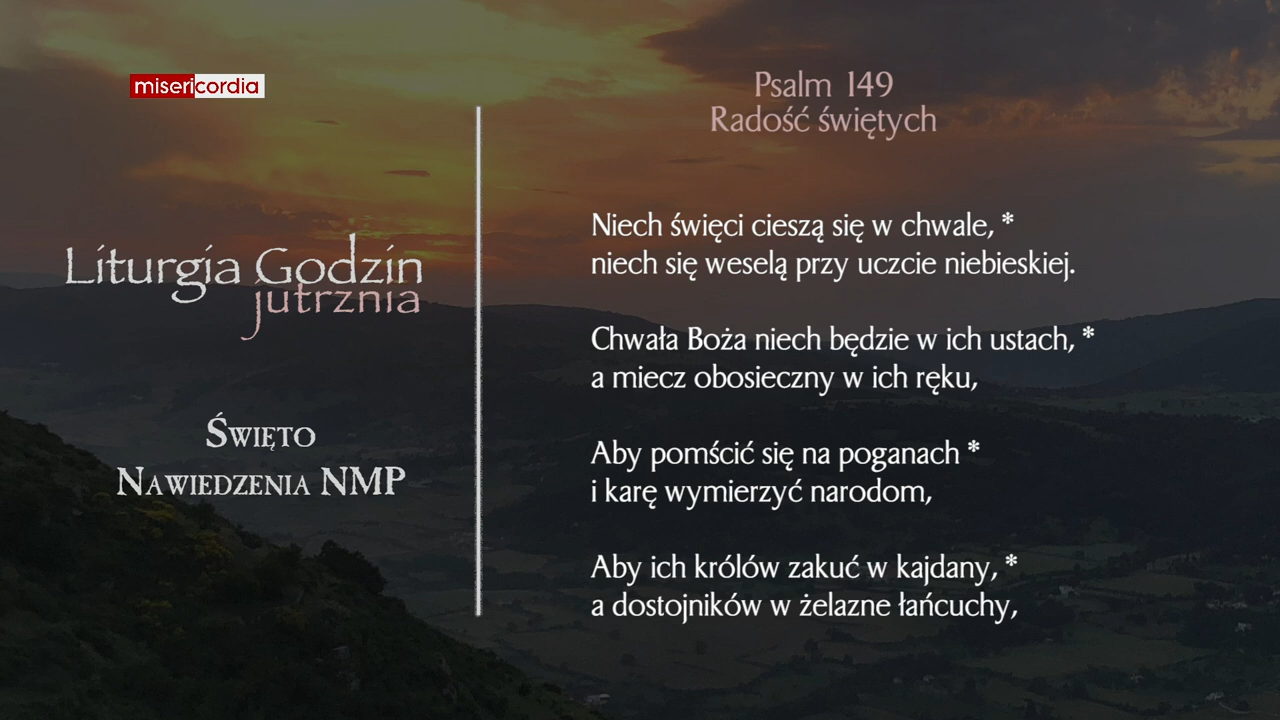 misericordia
Liturgia Godzin
jutrznia
Święto
Nawiedzenia NMP
Psalm 149
Radość świętych
Niech święci cieszą się w chwale, *
niech się weselą przy uczcie niebieskiej.
Chwała Boża niech będzie w ich ustach, *
a miecz obosieczny w ich ręku,
Aby pomścić się na poganach *
i karę wymierzyć narodom,
Aby ich królów zakuć w kajdany, *
a dostojników w żelazne łańcuchy,